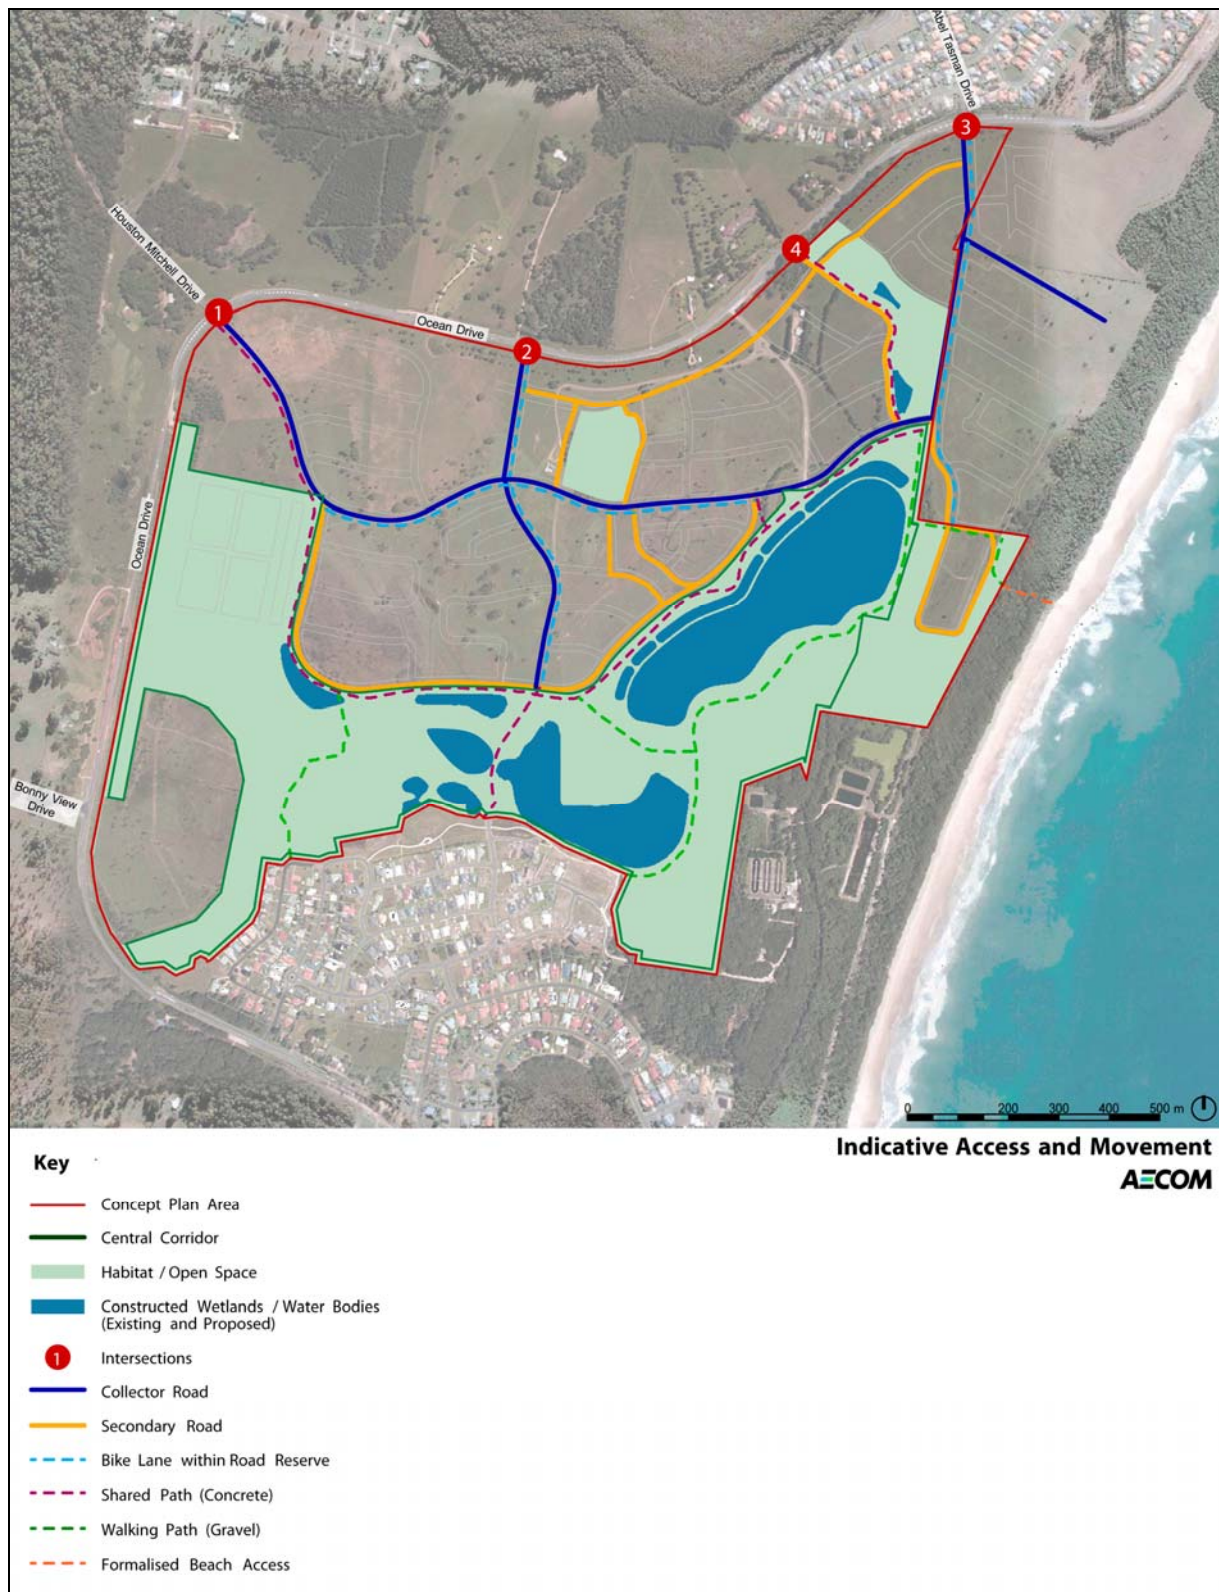 Abel Tasman Drive
3
4
Houston Mitchell Drive
1
Ocean Drive
2
Ocean Drive
Bonny View
Drive
0 200 400 500 m
Indicative Access and Movement
AECOM
Key
Concept Plan Area
Central Corridor
Habitat / Open Space
Constructed Wetlands / Water Bodies
(Existing and Proposed)
1 Intersections
Collector Road
Secondary Road
Bike Lane within Road Reserve
Shared Path (Concrete)
Walking Path (Gravel)
Formalised Beach Access